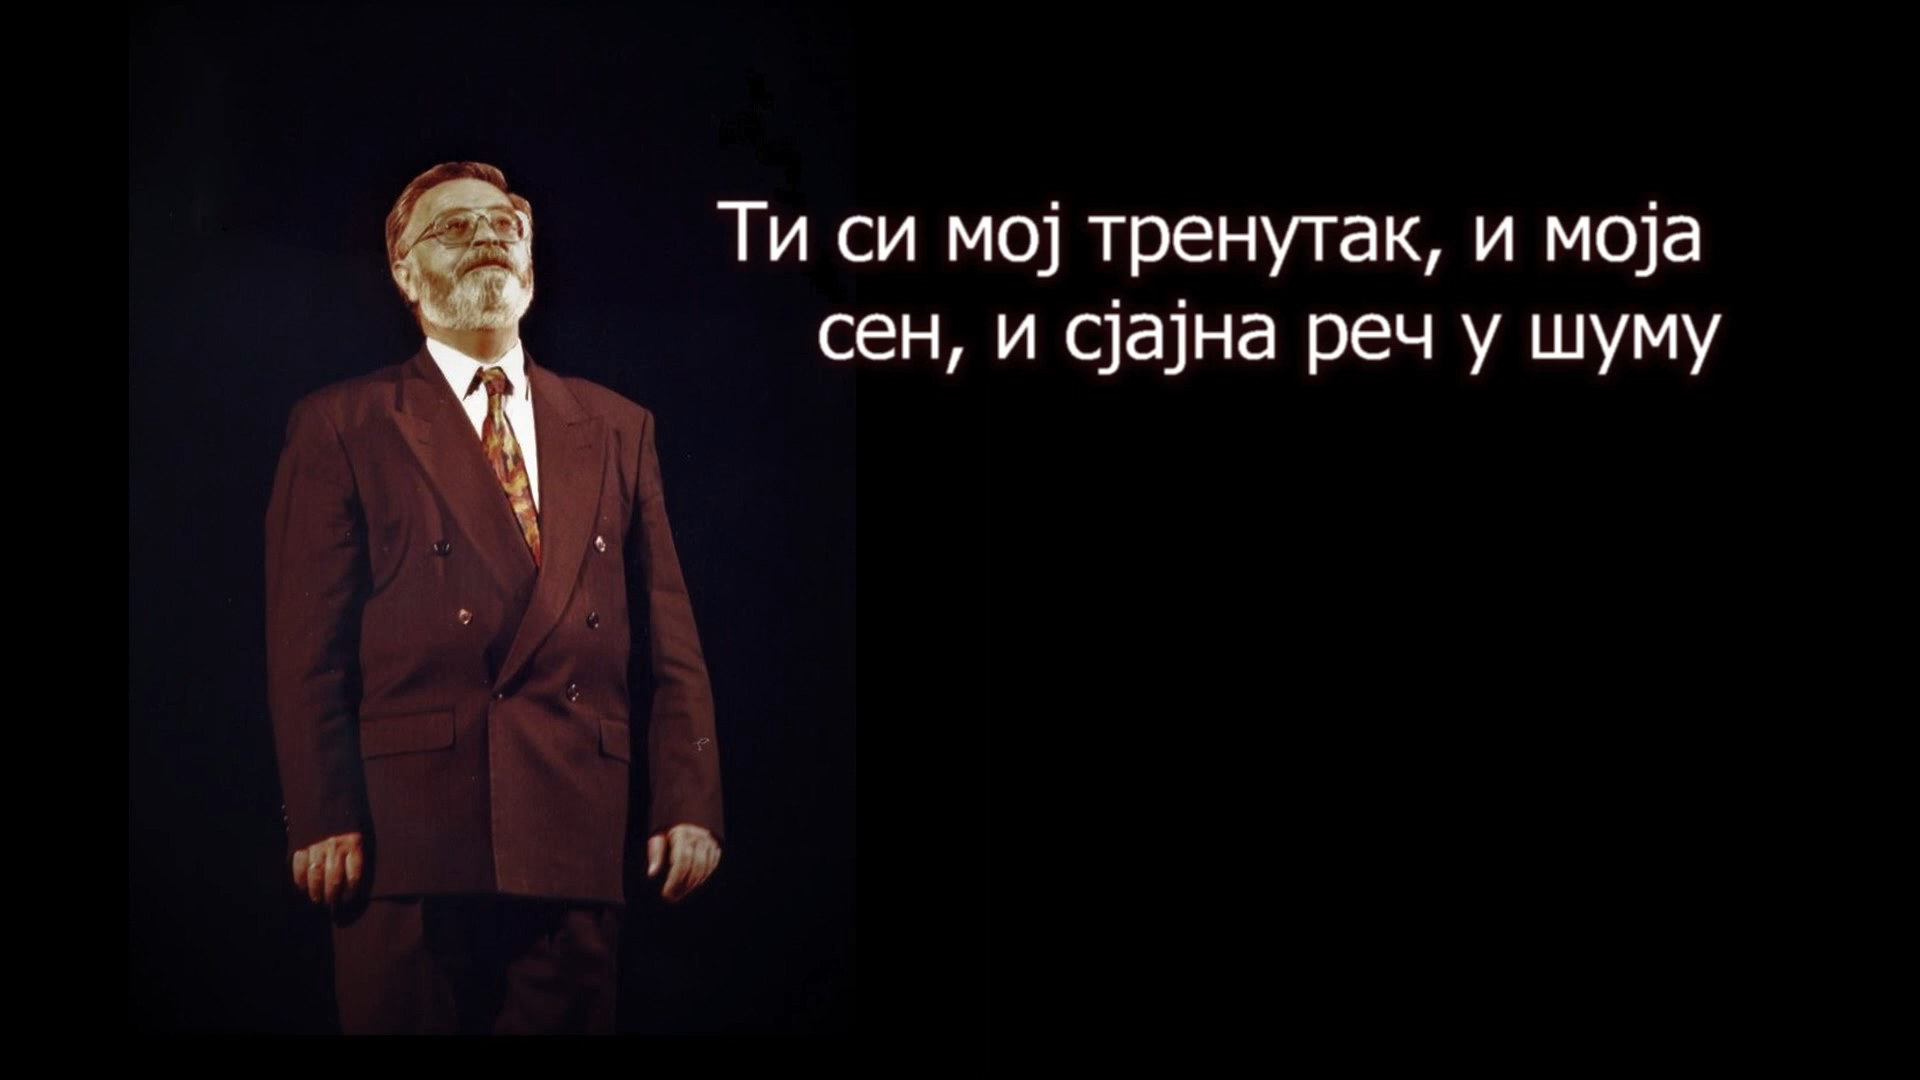 Ти си мој тренутак, и моја
сен, и сјајна реч у шуму